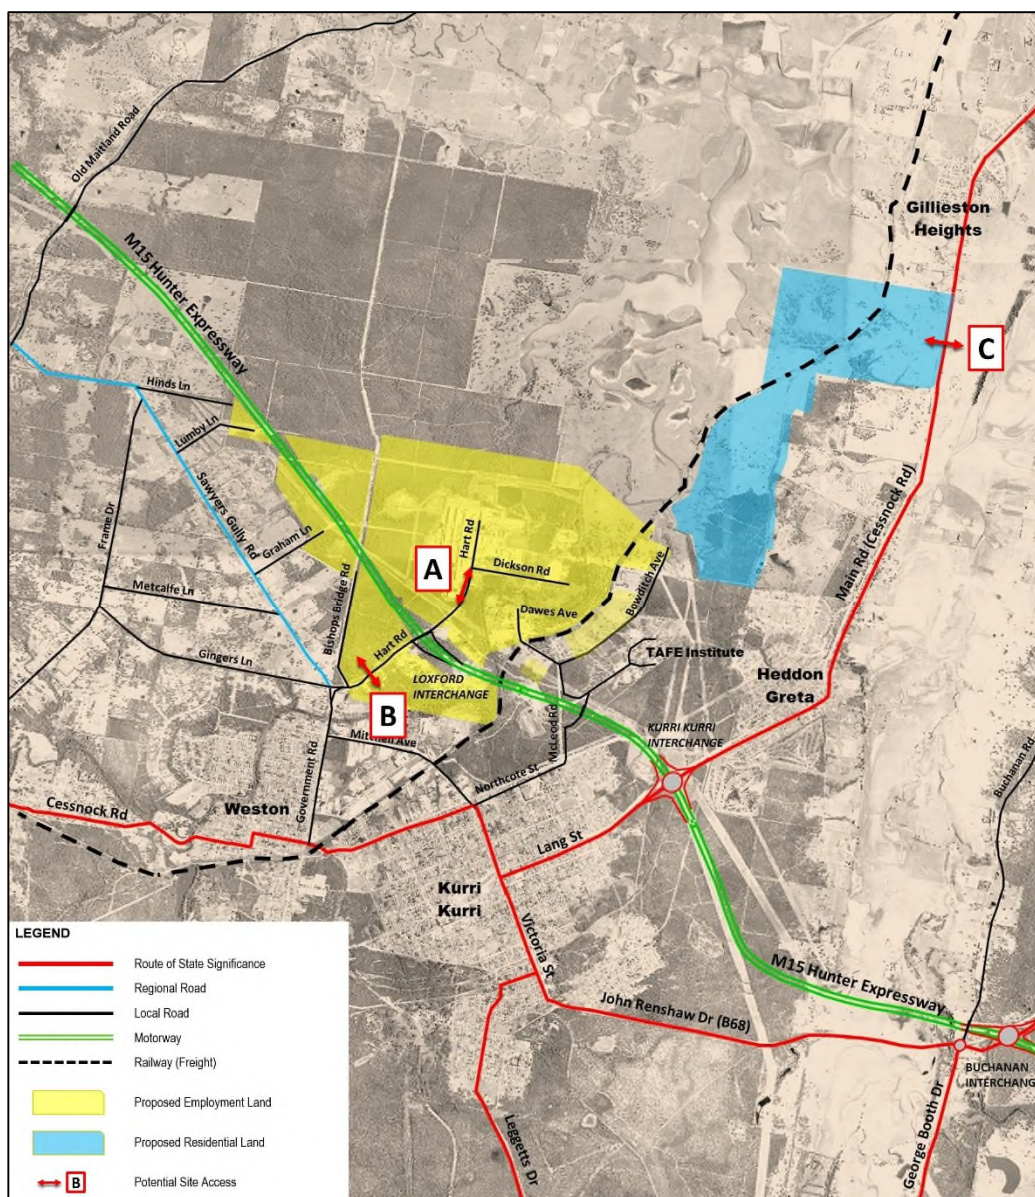 Old Maitland Road
M15 Hunter Expressway
Gillieston
Heights
C
Hinds Ln
Lumby Ln
Sawyers Gully Rd
Graham Ln
Frame Dr
Metcalfe Ln
Gingers Ln
Bishops Bridge Rd
A
Hart Rd
Dickson Rd
Dawes Ave
Bowditch Ave
Main Rd (Cessnock Rd)
Hart Rd
TAFE Institute
LOXFORD
INTERCHANGE
B
Heddon
Greta
KURRI KURRI
INTERCHANGE
McLeod Rd
Mitchell Ave
Northcote St
Government Rd
Buchanan Rd
Cessnock Rd
Weston
Lang St
Kurri
Kurri
Victoria St
M15 Hunter Expressway
John Renshaw Dr (B68)
BUCHANAN
INTERCHANG
George Booth Dr
Leggetts Dr
LEGEND
Route of State Significance
Regional Road
Local Road
Motorway
Railway (Freight)
Proposed Employment Land
Proposed Residential Land
B
Potential Site Access